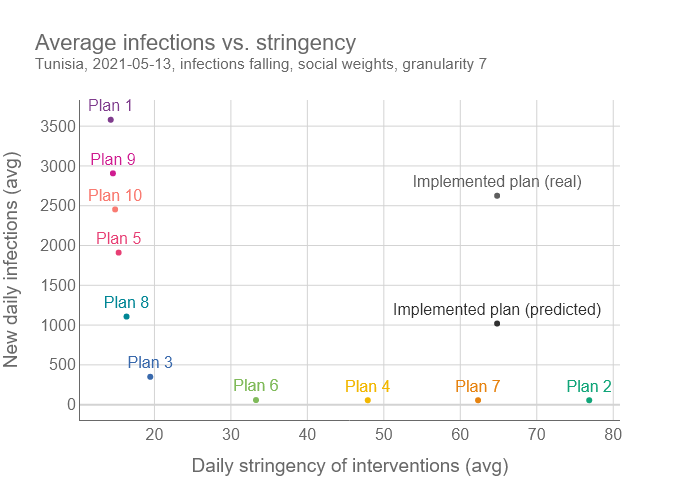 Average infections vs. stringency
Tunisia, 2021-05-13, infections falling, social weights, granularity 7
Plan 1
3500
Plan 9
3000
Implemented plan (real)
Plan 10
2500
Plan 5
2000
1500
Plan 8
Implemented plan (predicted)
1000
Plan 3
500
Plan 6
Plan 4
Plan 7
Plan 2
0
20
30
40
50
60
70
80
New daily infections (avg)
Daily stringency of interventions (avg)